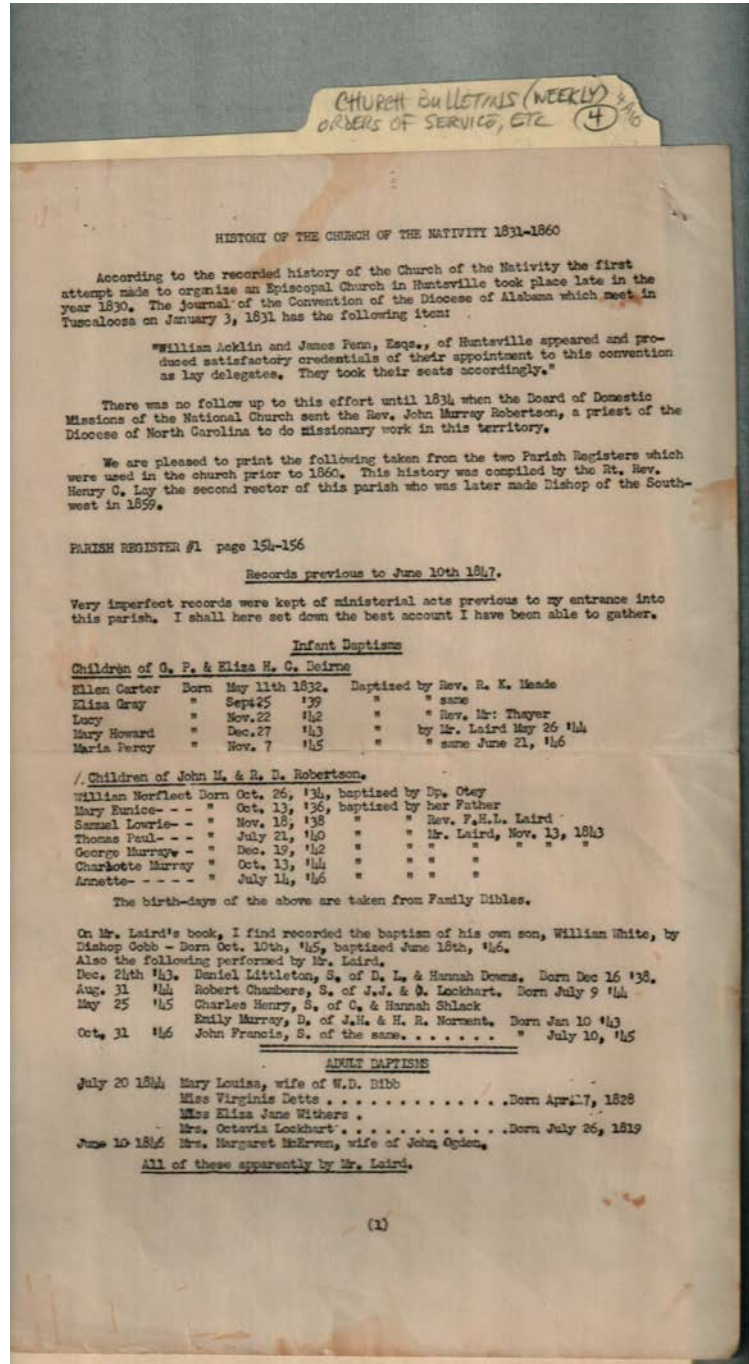 CHURCH BULLETINS (WEEKLY)
ORDERS OF SERVICE, ETC 4
HISTORY OF THE CHURCH OF THE NATIVITY 1831-1860
According to the recorded history of the Church of the Nativity the first
attempt made to organize an Episcopal Church in Huntsville took place late in the
year 1830. The journal of the Convention of the Diocese of Alabama which meet in
Tuscaloosa on January 3, 1831 has the following item:
"William Acklin and James Penn, Esqs., of Huntsville appeared and pro-
duced satisfactory credentials of their appointment to this convention
as lay delegates. They took their seats accordingly."
There was no follow up to this effort until 1834 when the Board of Domestic
Missions of the National Church sent the Rev. John Murray Robertson, a priest of the
Diocese of North Carolina to do missionary work in this territory.
We are pleased to print the following taken from the two Parish Registers which
were used in the church prior to 1860. This history was compiled by the Rt. Rev.
Henry C. Lay the second rector of this parish who was later made Bishop of the South-
west in 1859.
PARISH REGISTER #1 page 154-156
Records previous to June 10th 1847.
Very imperfect records were kept of ministerial acts previous to my entrance into
this parish. I shall here set down the best account I have been able to gather.
Infant Baptisms
Children of G. P. & Eliza H. C. Beirne
Ellen Carter Born May 11th 1832. Baptized by Rev. R. K. Meade
Eliza Gray " Sept25 '39 " " same
Lucy " Nov.22 '42 " " Rev. Mr: Thayer
Mary Howard " Dec.27 '43 " by Mr. Laird May 26 '44
Maria Percy " Nov. 7 '45 " " same June 21, '46
/. Children of John M. & R. D. Robertson.
Willian Norfleet Born Oct. 26, '34, baptized by Bp. Otey
Mary Eunice- - - " Oct. 13, '36, baptized by her Father
Samuel Lowrie- - " Nov. 18, '38 " " Rev. F.H.L. Laird
Thomas Paul- - - " July 21, '40 " " Mr. Laird, Nov. 13, 1843
George Murray. - " Dec. 19, '42 " " " " " "
Charlotte Murray " Oct. 13, '44 " " "
Annette- - - - - " July 14, '46 " " "
The birth-days of the above are taken from Family Bibles.
On Mr. Laird's book, I find recorded the baptism of his own son, William White, by
Bishop Cobb - Born Oct. 10th, '45, baptized June 18th, '46.
Also the following performed by Mr. Laird.
Dec. 24th '43. Daniel Littleton, S. of D. L. & Hannah Downs. Born Dec 16 '38.
Aug. 31 '44 Robert Chambers, S. of J.J. & O. Lockhart. Born July 9 '44
May 25 '45 Charles Henry, S. of C. & Hannah Shlack
Emily Murray, D. of J.H. & H. R. Norment. Born Jan 10 '43
Oct. 31 '46 John Francis, S. of the same. . . . . . . " July 10, '45
ADULT BAPTISMS
July 20 1844 Mary Louisa, wife of W.D. Bibb
Miss Virginis Betts . . . . . . . . . . . . .Born April 7, 1828
Miss Eliza Jane Withers .
Mrs. Octavia Lockhart . . . . . . . . . . . .Born July 26, 1819
June 10 1846 Mrs. Margaret McErven, wife of John Ogden.
All of these apparently by Mr. Laird.
(1)